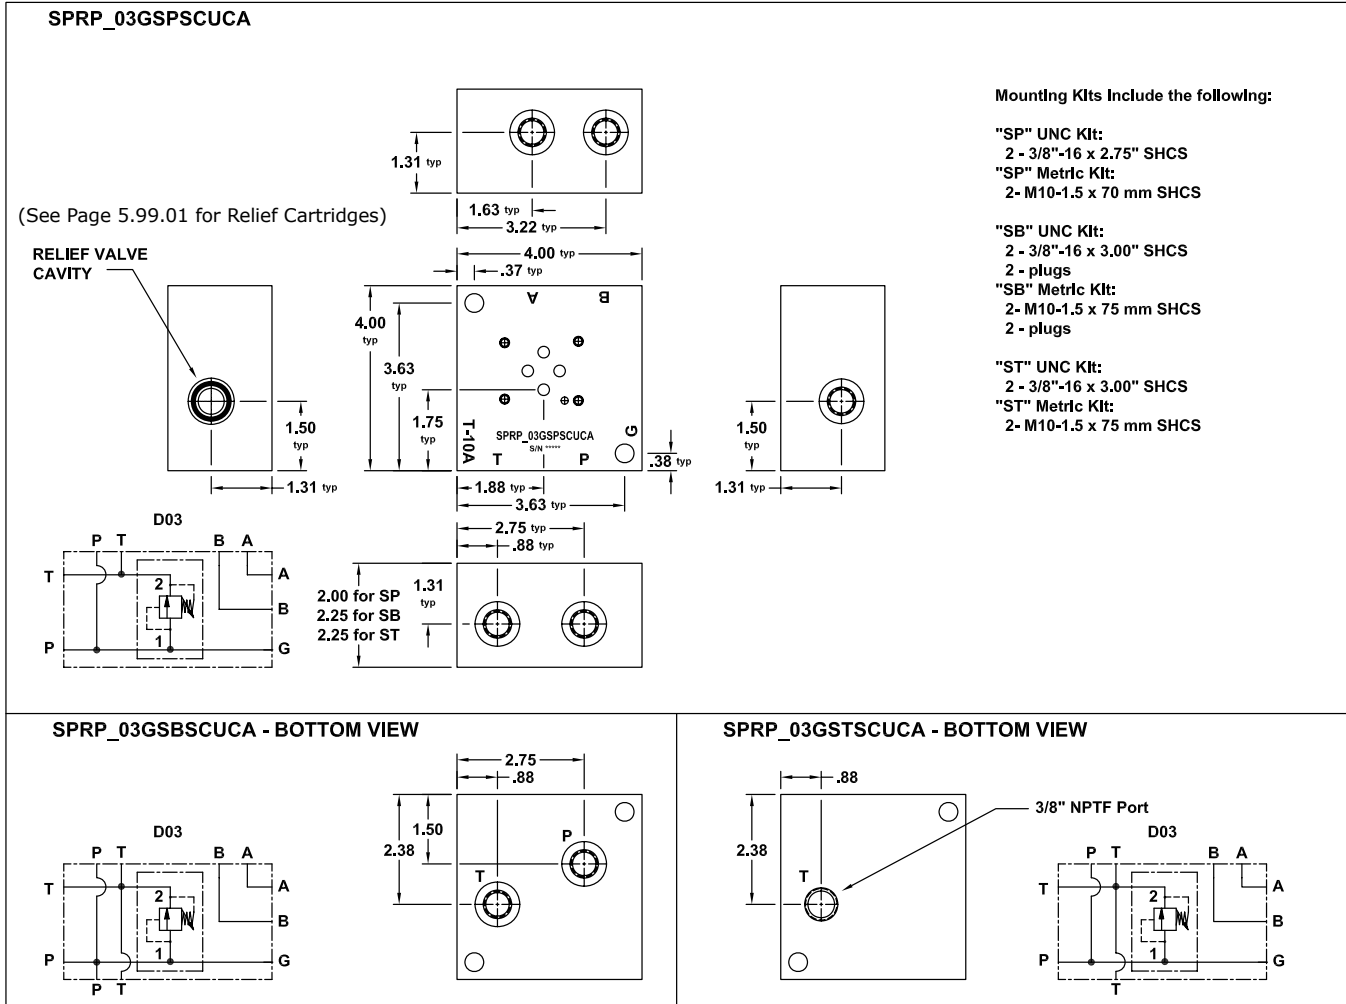 SPRP_03GSPSCUCA
Mounting Kits Include the following:
"SP" UNC Kit:
2 - 3/8"-16 x 2.75" SHCS
"SP" Metric Kit:
2- M10-1.5 x 70 mm SHCS
"SB" UNC Kit:
2 - 3/8"-16 x 3.00" SHCS
2 - plugs
"SB" Metric Kit:
2- M10-1.5 x 75 mm SHCS
2 - plugs
"ST" UNC Kit:
2 - 3/8"-16 x 3.00" SHCS
"ST" Metric Kit:
2- M10-1.5 x 75 mm SHCS
1.31 typ
1.63 typ
3.22 typ
(See Page 5.99.01 for Relief Cartridges)
RELIEF VALVE
CAVITY
1.50
typ
1.31 typ
4.00 typ
.37 typ
A
B
4.00
typ
3.63
typ
1.75
typ
T-10A
SPRP_03GSPSCUCA
S/N *****
G
T
P
.38 typ
1.88 typ
3.63 typ
1.50
typ
1.31 typ
2.75 typ
.88 typ
2.00 for SP
2.25 for SB
2.25 for ST
1.31
typ
D03
P T B A
T
2
A
B
1
P
G
SPRP_03GSBSCUCA - BOTTOM VIEW
2.75
.88
1.50
2.38
P
T
D03
P T B A
T
2
A
B
1
P
G
P T
SPRP_03GSTSCUCA - BOTTOM VIEW
.88
2.38
T
3/8" NPTF Port
D03
P T B A
T
2
A
B
1
P
G
T